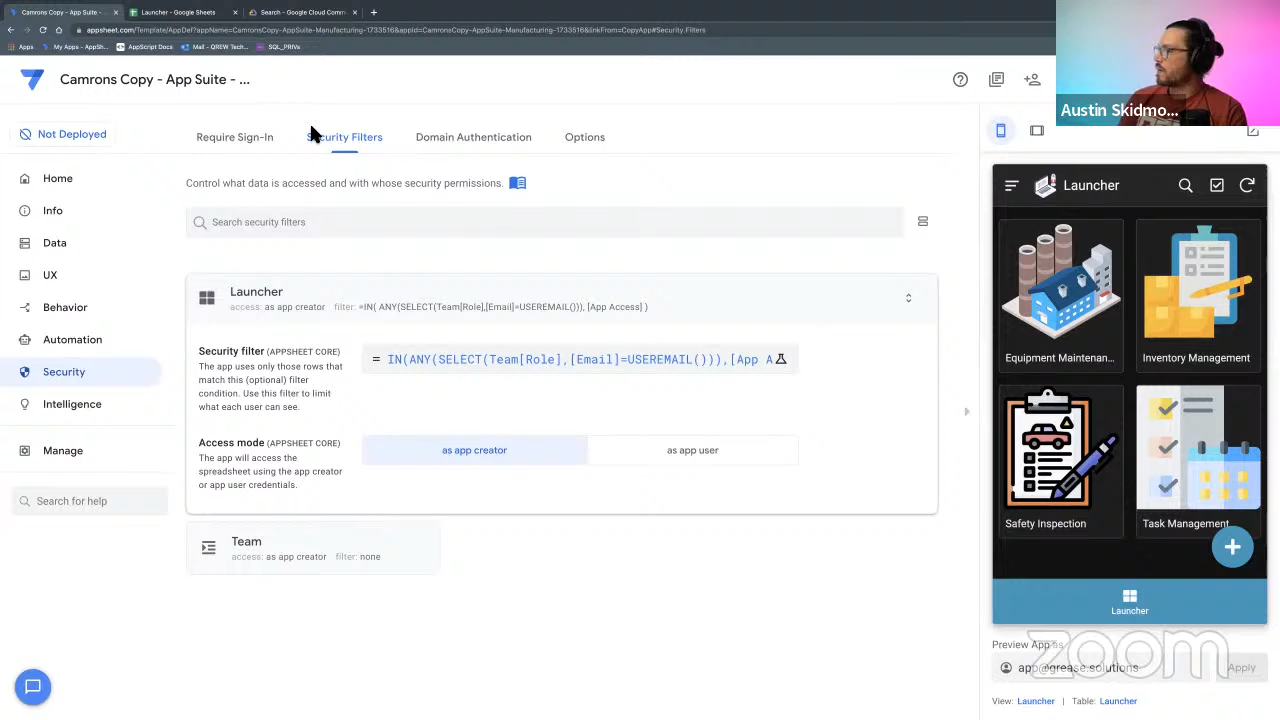 Camrons Copy - App Suite - Manufacturing
Launcher - Google Sheets
Search - Google Cloud Comm
appsheet.com/Template/AppDef?appName=CamronsCopy-AppSuite-Manufacturing-1733516&appId=CamronsCopy-AppSuite-Manufacturing-1733516&linkFrom=CopyApp#Security.Filters
Apps
My Apps - AppSh...
AppScript Docs
Mail - QREW Tech...
SQL_PRIVs
Camrons Copy - App Suite - ...
Austin Skidmo...
Not Deployed
Home
Info
Data
UX
Behavior
Automation
Security
Intelligence
Manage
Search for help
Require Sign-In
Security Filters
Domain Authentication
Options
Control what data is accessed and with whose security permissions.
Search security filters
Launcher
access: as app creator filter: =IN( ANY(SELECT(Team[Role],[Email]=USEREMAIL())), [App Access] )
Security filter (APPSHEET CORE)
The app uses only those rows that
match this (optional) filter
condition. Use this filter to limit
what each user can see.
= IN(ANY(SELECT(Team[Role],[Email]=USEREMAIL())),[App A
Access mode (APPSHEET CORE)
The app will access the
spreadsheet using the app creator
or app user credentials.
as app creator
as app user
Team
access: as app creator filter: none
Launcher
Equipment Maintenan...
Inventory Management
Safety Inspection
Task Management
Launcher
Preview App as
app@grease.solutions
Apply
View: Launcher | Table: Launcher
zoom